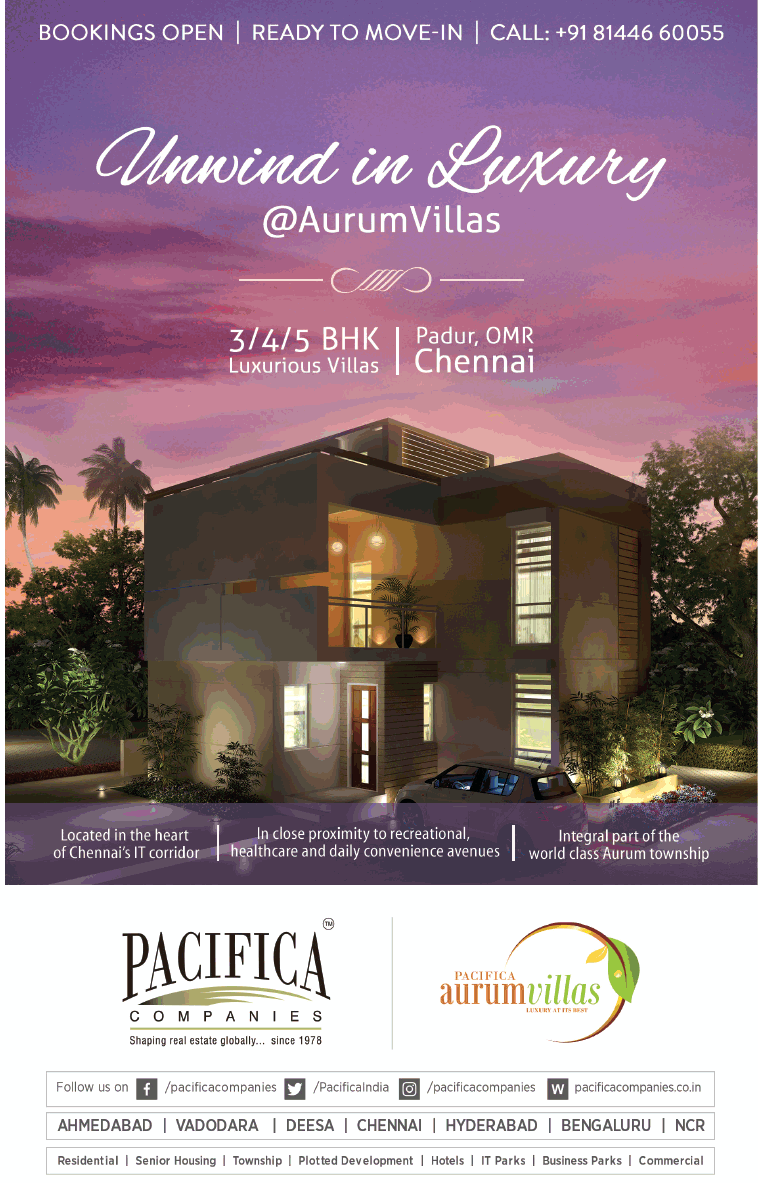 BOOKINGS OPEN | READY TO MOVE-IN | CALL: +91 81446 60055
Unwind in Luxury
@AurumVillas
3/4/5 BHK
Luxurious Villas
Padur, OMR
Chennai
Located in the heart
of Chennai's IT corridor
In close proximity to recreational,
healthcare and daily convenience avenues
Integral part of the
world class Aurum township
PACIFICA
TM
COMPANIES
Shaping real estate globally... since 1978
PACIFICA
aurumvillas
LUXURY AT ITS BEST
Follow us on f /pacificacompanies /PacificaIndia /pacificacompanies W pacificacompanies.co.in
AHMEDABAD | VADODARA | DEESA | CHENNAI | HYDERABAD | BENGALURU | NCR
Residential | Senior Housing | Township | Plotted Development | Hotels | IT Parks | Business Parks | Commercial